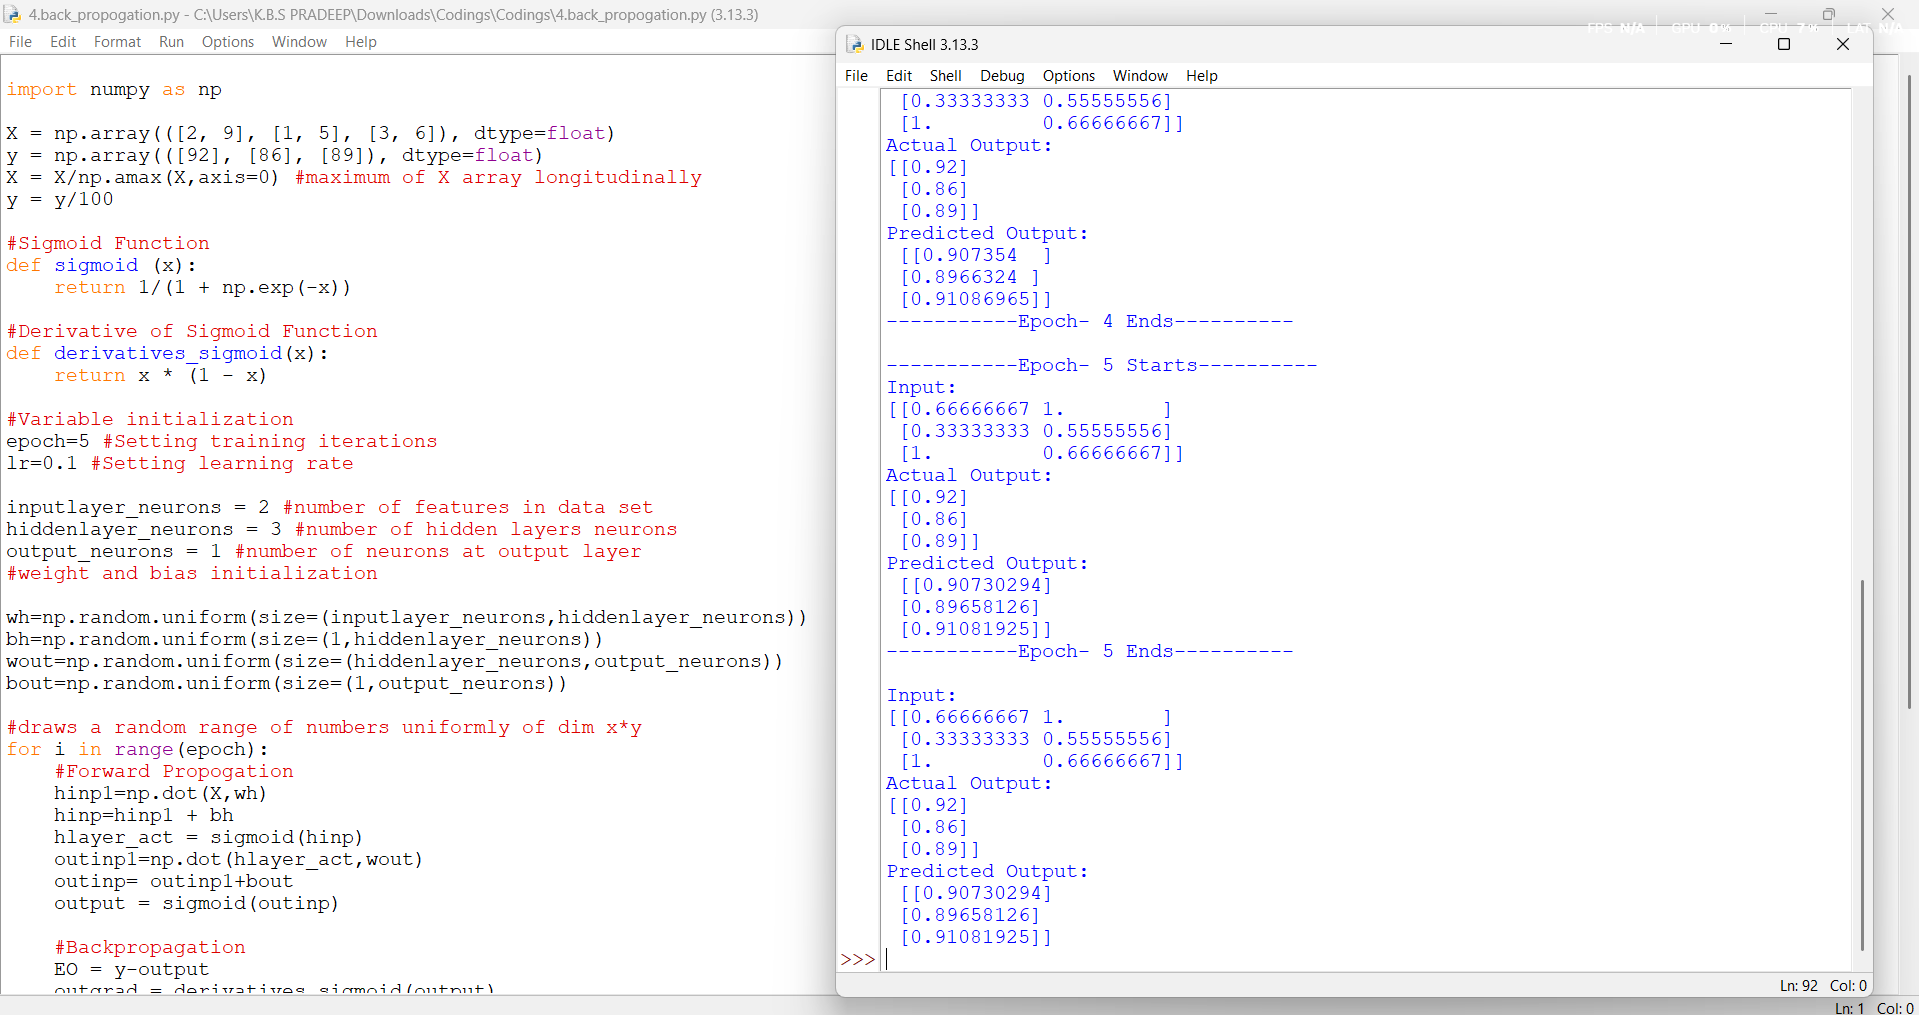 4.back_propogation.py - C:\Users\K.B.S PRADEEP\Downloads\Codings\Codings\4.back_propogation.py (3.13.3)
File Edit Format Run Options Window Help
import numpy as np
X = np.array(([2, 9], [1, 5], [3, 6]), dtype=float)
y = np.array(([92], [86], [89]), dtype=float)
X = X/np.amax(X,axis=0) #maximum of X array longitudinally
y = y/100
#Sigmoid Function
def sigmoid (x):
    return 1/(1 + np.exp(-x))
#Derivative of Sigmoid Function
def derivatives_sigmoid(x):
    return x * (1 - x)
#Variable initialization
epoch=5 #Setting training iterations
lr=0.1 #Setting learning rate
inputlayer_neurons = 2 #number of features in data set
hiddenlayer_neurons = 3 #number of hidden layers neurons
output_neurons = 1 #number of neurons at output layer
#weight and bias initialization
wh=np.random.uniform(size=(inputlayer_neurons,hiddenlayer_neurons))
bh=np.random.uniform(size=(1,hiddenlayer_neurons))
wout=np.random.uniform(size=(hiddenlayer_neurons,output_neurons))
bout=np.random.uniform(size=(1,output_neurons))
#draws a random range of numbers uniformly of dim x*y
for i in range(epoch):
    #Forward Propogation
    hinp1=np.dot(X,wh)
    hinp=hinp1 + bh
    hlayer_act = sigmoid(hinp)
    outinp1=np.dot(hlayer_act,wout)
    outinp= outinp1+bout
    output = sigmoid(outinp)
    #Backpropagation
    EO = y-output
    outgrad = derivatives_sigmoid(output)
Ln: 1 Col: 0
FPS N/A GPU 0% CPU 7% LAT N/A
IDLE Shell 3.13.3
File Edit Shell Debug Options Window Help
 [0.33333333 0.55555556]
 [1.         0.66666667]]
Actual Output:
[[0.92]
 [0.86]
 [0.89]]
Predicted Output:
 [[0.907354  ]
 [0.8966324 ]
 [0.91086965]]
-----------Epoch- 4 Ends----------
-----------Epoch- 5 Starts----------
Input:
[[0.66666667 1.        ]
 [0.33333333 0.55555556]
 [1.         0.66666667]]
Actual Output:
[[0.92]
 [0.86]
 [0.89]]
Predicted Output:
 [[0.90730294]
 [0.89658126]
 [0.91081925]]
-----------Epoch- 5 Ends----------
Input:
[[0.66666667 1.        ]
 [0.33333333 0.55555556]
 [1.         0.66666667]]
Actual Output:
[[0.92]
 [0.86]
 [0.89]]
Predicted Output:
 [[0.90730294]
 [0.89658126]
 [0.91081925]]
>>>
Ln: 92 Col: 0